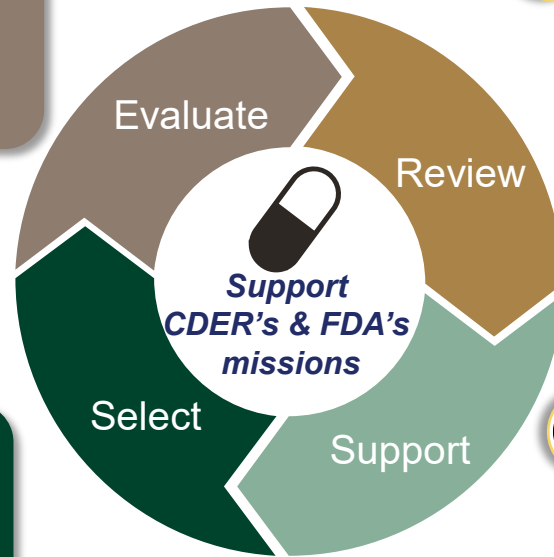 Evaluate
Review
Support
CDER's & FDA's
missions
Select
Support